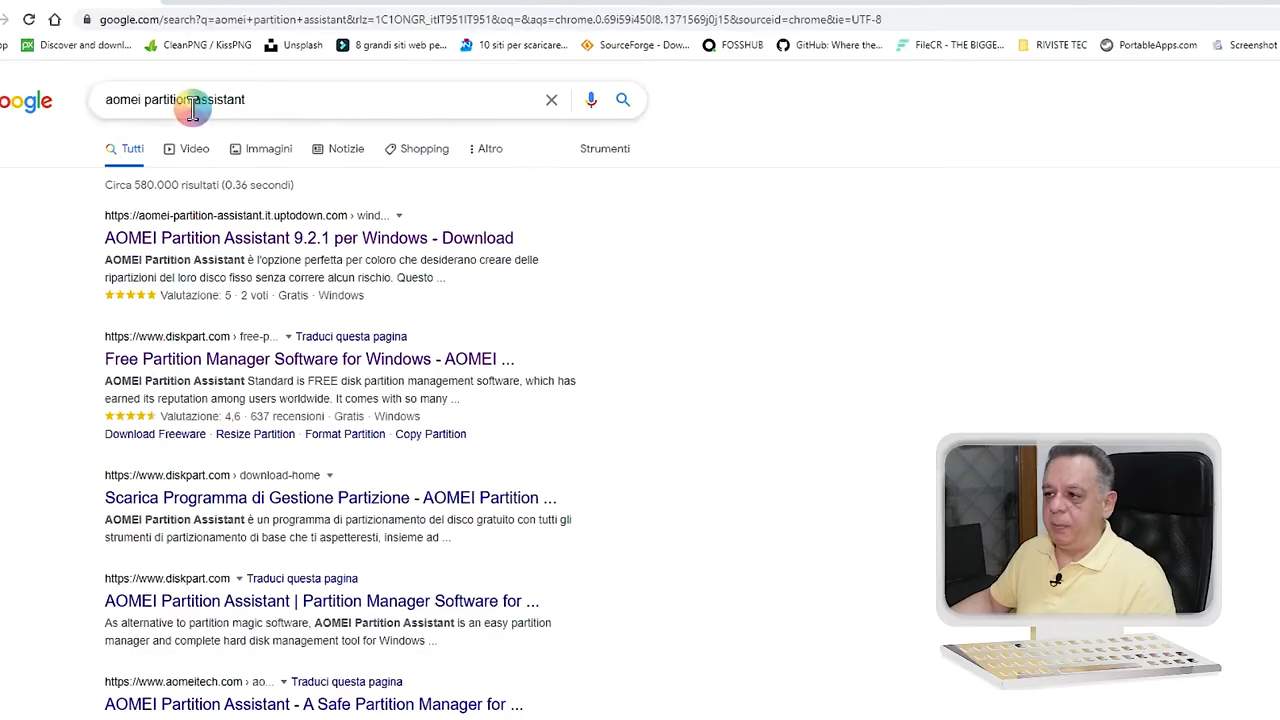 google.com/search?q=aomei+partition+assistant&rlz=1C1ONGR_itIT951IT951&oq=&aqs=chrome.0.69i59i450l8.1371569j0j15&sourceid=chrome&ie=UTF-8
Discover and downl... CleanPNG / KissPNG Unsplash 8 grandi siti web pe... 10 siti per scaricare... SourceForge - Dow... FOSSHUB GitHub: Where the... FileCR - THE BIGGE... RIVISTE TEC PortableApps.com Screenshot
oogle aomei partition assistant
Tutti Video Immagini Notizie Shopping Altro Strumenti
Circa 580.000 risultati (0,36 secondi)
https://aomei-partition-assistant.it.uptodown.com › wind...
AOMEI Partition Assistant 9.2.1 per Windows - Download
AOMEI Partition Assistant è l'opzione perfetta per coloro che desiderano creare delle
ripartizioni del loro disco fisso senza correre alcun rischio. Questo ...
Valutazione: 5 · 2 voti · Gratis · Windows
https://www.diskpart.com › free-p... Traduci questa pagina
Free Partition Manager Software for Windows - AOMEI ...
AOMEI Partition Assistant Standard is FREE disk partition management software, which has
earned its reputation among users worldwide. It comes with so many ...
Valutazione: 4,6 · 637 recensioni · Gratis · Windows
Download Freeware · Resize Partition · Format Partition · Copy Partition
https://www.diskpart.com › download-home
Scarica Programma di Gestione Partizione - AOMEI Partition ...
AOMEI Partition Assistant è un programma di partizionamento del disco gratuito con tutti gli
strumenti di partizionamento di base che ti aspetteresti, insieme ad ...
https://www.diskpart.com Traduci questa pagina
AOMEI Partition Assistant | Partition Manager Software for ...
As alternative to partition magic software, AOMEI Partition Assistant is an easy partition
manager and complete hard disk management tool for Windows ...
https://www.aomeitech.com › ao... Traduci questa pagina
AOMEI Partition Assistant - A Safe Partition Manager for ...